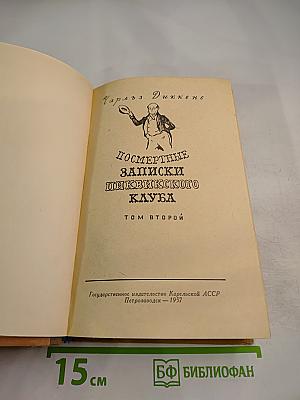 Чарльз Диккенс
ПОСМЕРТНЫЕ
ЗАПИСКИ
ПИКВИКСКОГО
КЛУБА
ТОМ ВТОРОЙ
Государственное издательство Карельской АССР
Петрозаводск — 1957
15 см
БФ БИБЛИОФАН